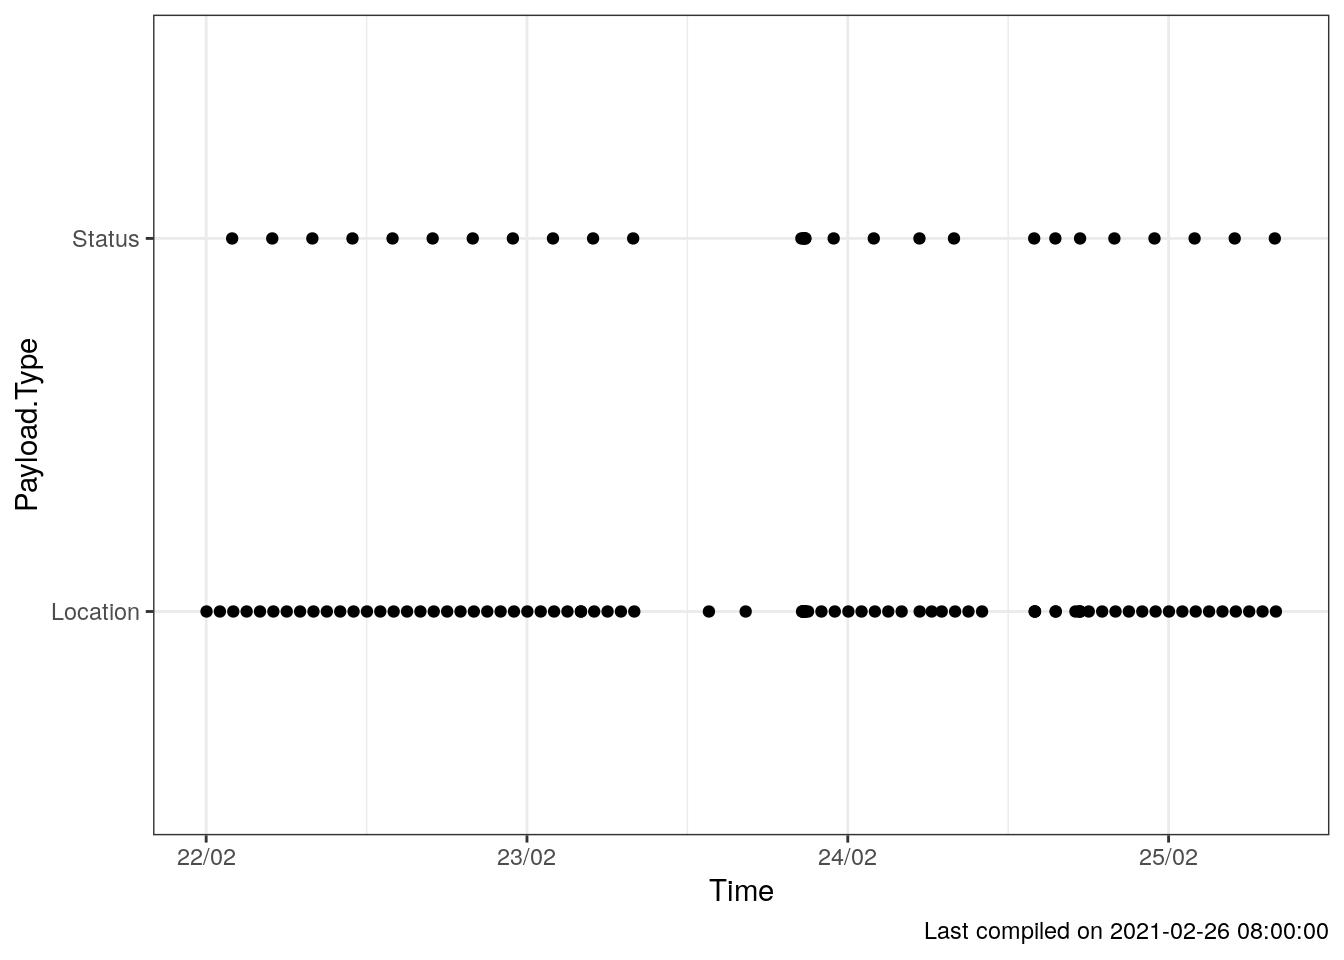 Status
Location
Payload.Type
22/02
23/02
24/02
25/02
Time
Last compiled on 2021-02-26 08:00:00